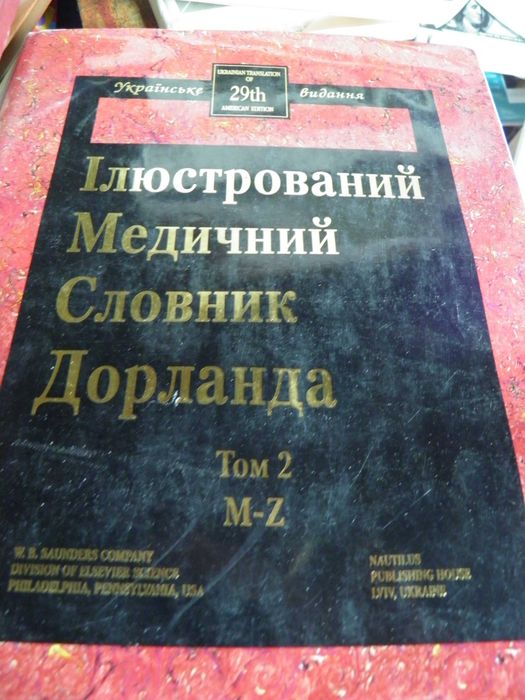 Українське
UKRAINIAN TRANSLATION
OF
29th
AMERICAN EDITION
видання
Ілюстрований
Медичний
Словник
Дорланда
Том 2
M-Z
W. B. SAUNDERS COMPANY
DIVISION OF ELSEVIER SCIENCE
PHILADELPHIA, PENNSYLVANIA, USA
NAUTILUS
PUBLISHING HOUSE
LVIV, UKRAINE